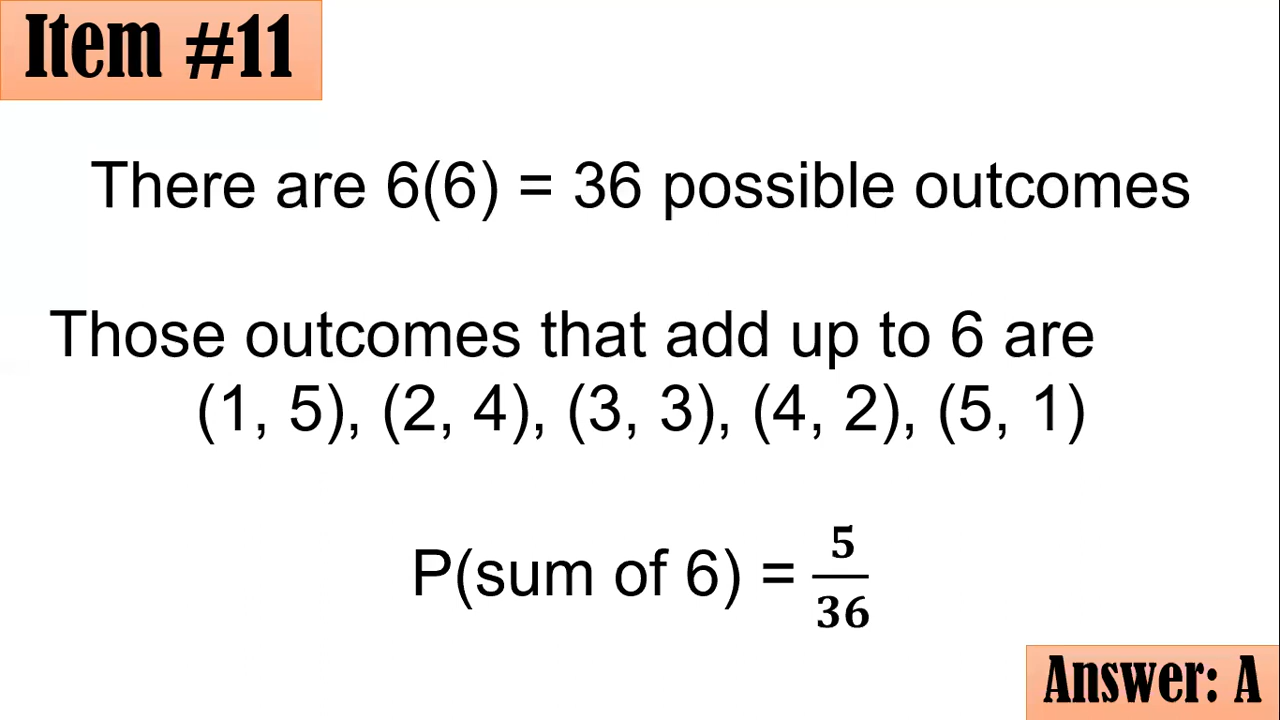 Item #11
There are 6(6) = 36 possible outcomes
Those outcomes that add up to 6 are
(1, 5), (2, 4), (3, 3), (4, 2), (5, 1)
P(sum of 6) = 5/36
Answer: A